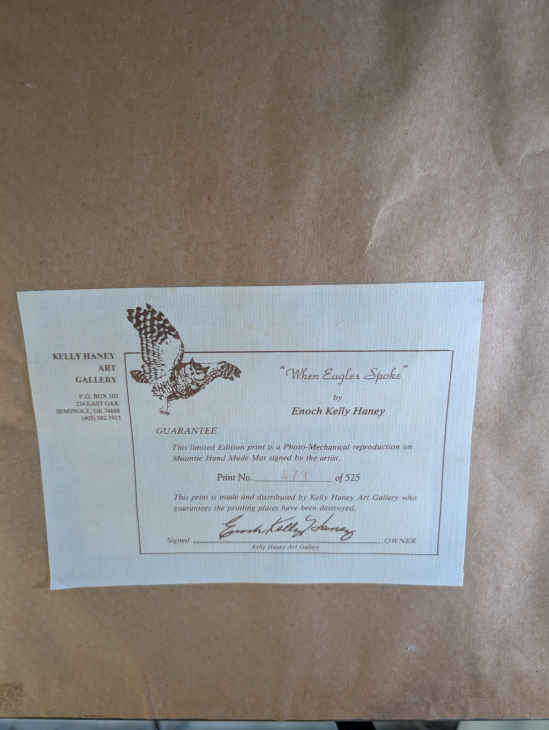 KELLY HANEY
ART
GALLERY
P.O. BOX 103
224 EAST OAK
SEMINOLE, OK 74868
"When Eagles Spoke"
by
Enoch Kelly Haney
GUARANTEE
This limited Edition print is a Photo-Mechanical reproduction on
Mountie Hand Made Mat signed by the artist.
Print No. of 525
This print is made and distributed by Kelly Haney Art Gallery who
guarantees the printing plates have been destroyed.
Signed Enoch Kelly Haney OWNER
Kelly Haney Art Gallery